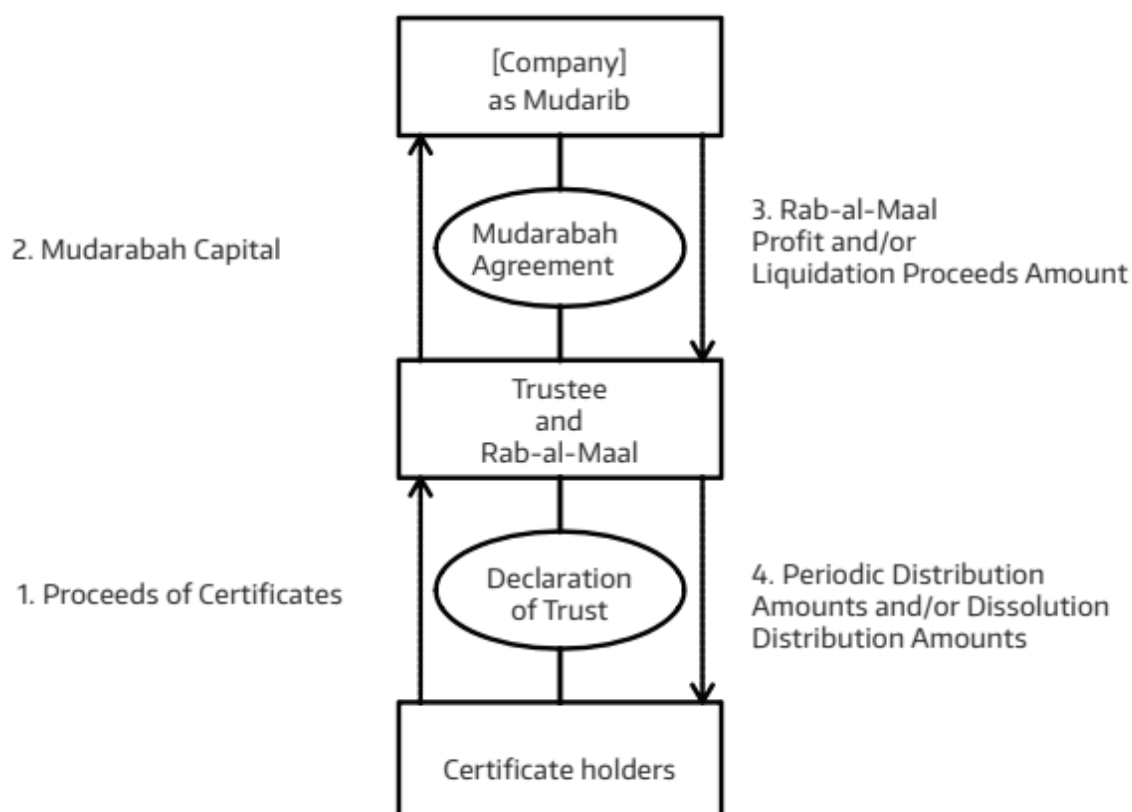 [Company]
as Mudarib
2. Mudarabah Capital
Mudarabah
Agreement
3. Rab-al-Maal
Profit and/or
Liquidation Proceeds Amount
Trustee
and
Rab-al-Maal
1. Proceeds of Certificates
Declaration
of Trust
4. Periodic Distribution
Amounts and/or Dissolution
Distribution Amounts
Certificate holders